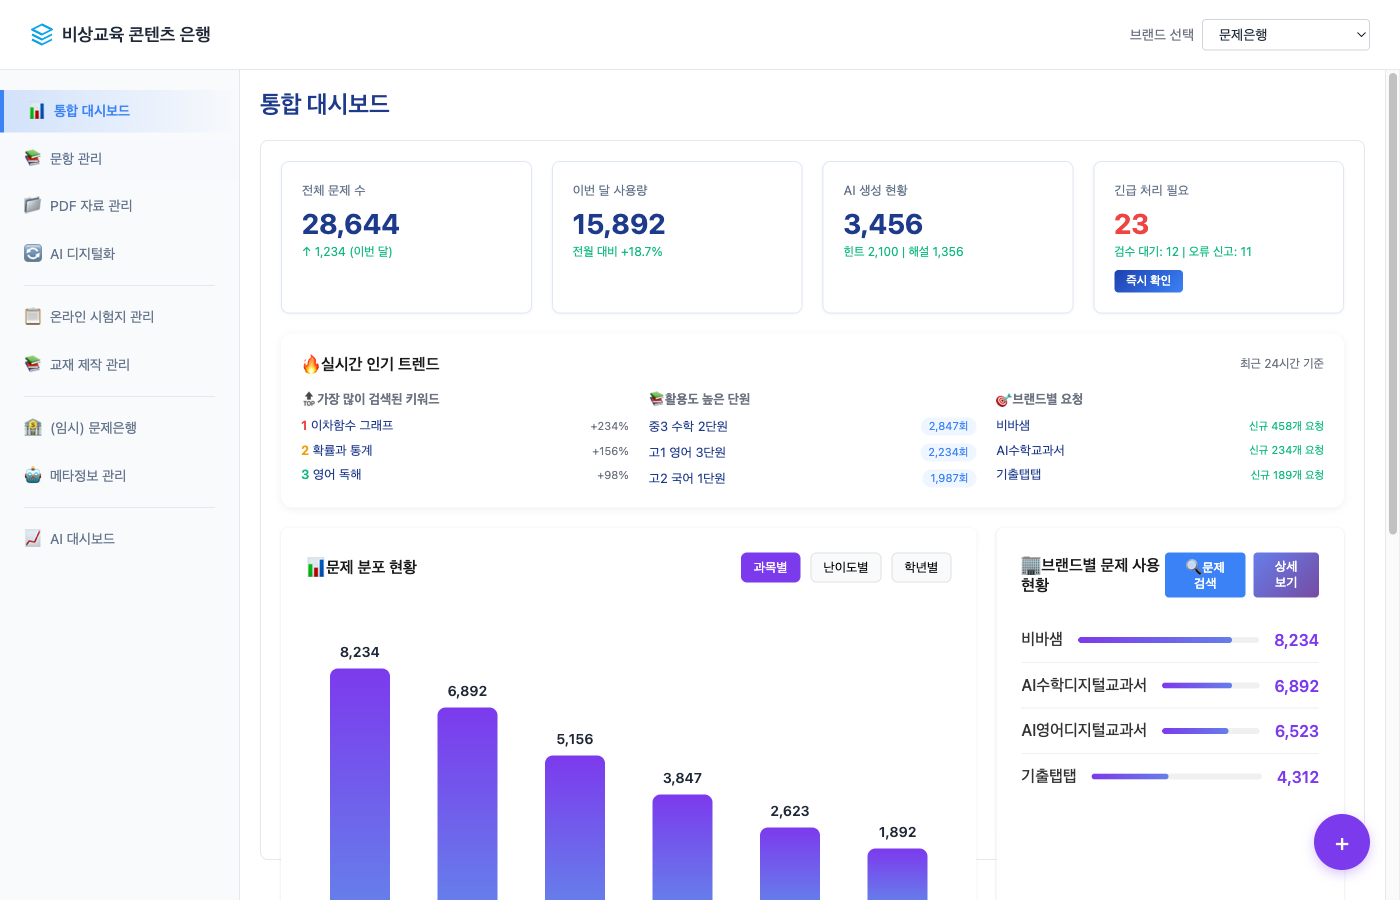 비상교육 콘텐츠 은행
브랜드 선택
문제은행
통합 대시보드
문항 관리
PDF 자료 관리
AI 디지털화
온라인 시험지 관리
교재 제작 관리
(임시) 문제은행
메타정보 관리
AI 대시보드
통합 대시보드
전체 문제 수
28,644
↑ 1,234 (이번 달)
이번 달 사용량
15,892
전월 대비 +18.7%
AI 생성 현황
3,456
힌트 2,100 | 해설 1,356
긴급 처리 필요
23
검수 대기: 12 | 오류 신고: 11
즉시 확인
🔥실시간 인기 트렌드
최근 24시간 기준
🔝가장 많이 검색된 키워드
1 이차함수 그래프 +234%
2 확률과 통계 +156%
3 영어 독해 +98%
📚활용도 높은 단원
중3 수학 2단원 2,847회
고1 영어 3단원 2,234회
고2 국어 1단원 1,987회
🎯브랜드별 요청
비바샘 신규 458개 요청
AI수학교과서 신규 234개 요청
기출탭탭 신규 189개 요청
📊문제 분포 현황
과목별
난이도별
학년별
8,234
6,892
5,156
3,847
2,623
1,892
🏢브랜드별 문제 사용
현황
🔍문제
검색
상세
보기
비바샘 8,234
AI수학디지털교과서 6,892
AI영어디지털교과서 6,523
기출탭탭 4,312
+